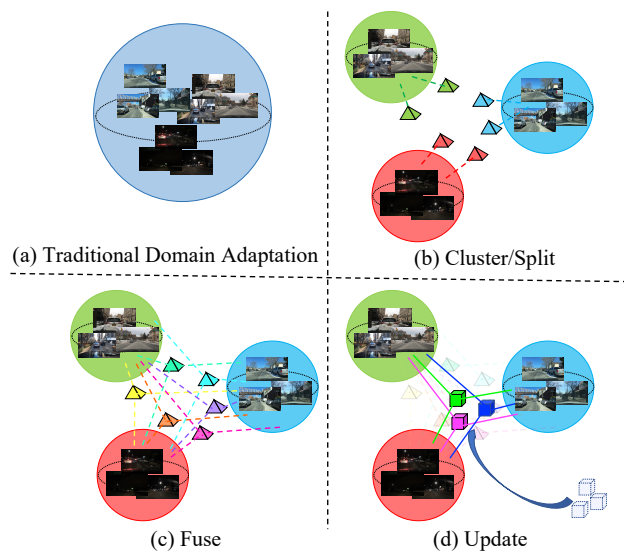 (a) Traditional Domain Adaptation
(b) Cluster/Split
(c) Fuse
(d) Update